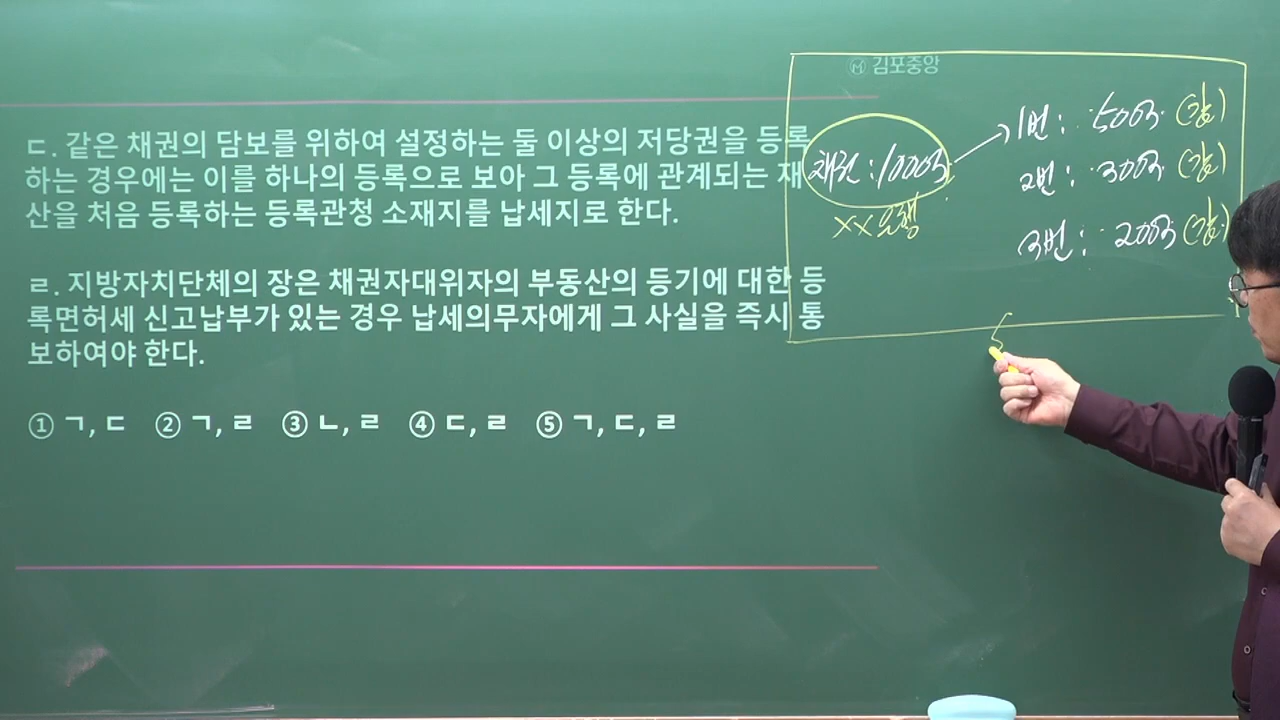 ㄷ. 같은 채권의 담보를 위하여 설정하는 둘 이상의 저당권을 등록
하는 경우에는 이를 하나의 등록으로 보아 그 등록에 관계되는 재
산을 처음 등록하는 등록관청 소재지를 납세지로 한다.
ㄹ. 지방자치단체의 장은 채권자대위자의 부동산의 등기에 대한 등
록면허세 신고납부가 있는 경우 납세의무자에게 그 사실을 즉시 통
보하여야 한다.
① ㄱ, ㄷ ② ㄱ, ㄹ ③ ㄴ, ㄹ ④ ㄷ, ㄹ ⑤ ㄱ, ㄷ, ㄹ
김포중앙
채권 : 1000억
XX 은행
1번 : 500억 (갑)
2번 : 300억 (갑)
3번 : 200억 (갑)